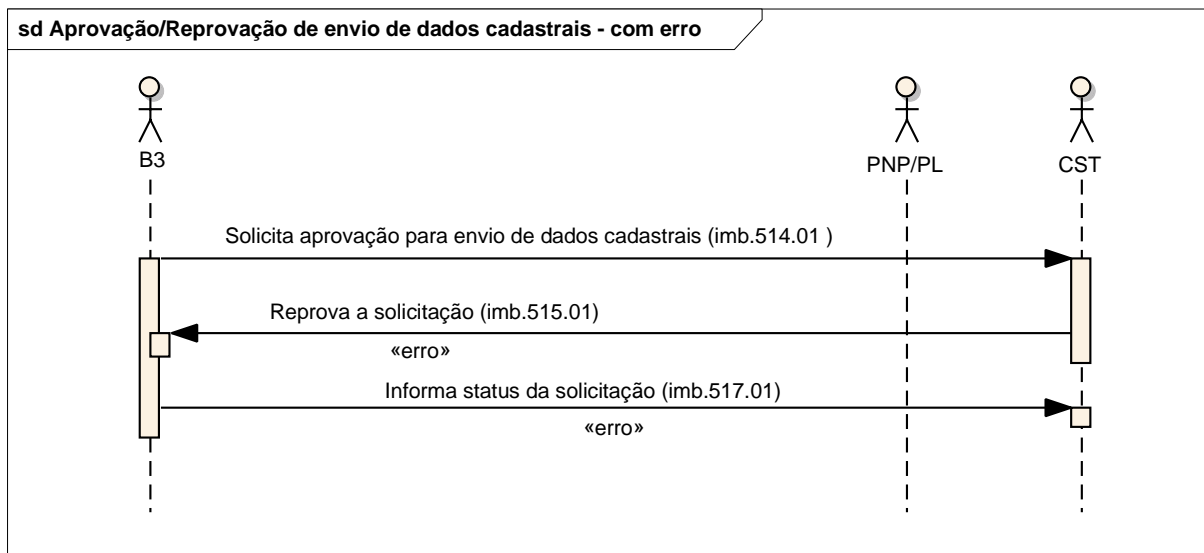 sd Aprovação/Reprovação de envio de dados cadastrais - com erro
B3
PNP/PL
CST
Solicita aprovação para envio de dados cadastrais (imb.514.01 )
Reprova a solicitação (imb.515.01)
«erro»
Informa status da solicitação (imb.517.01)
«erro»